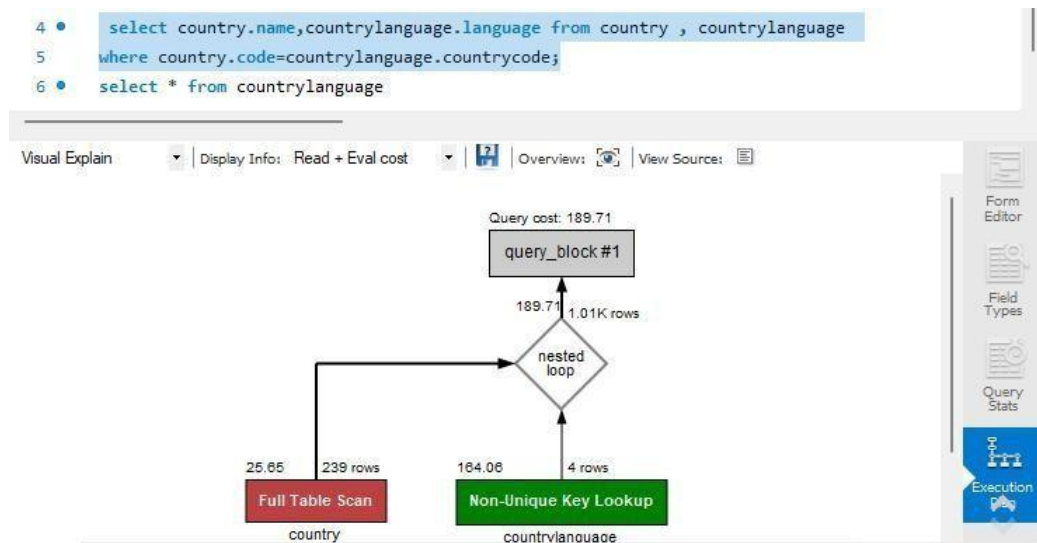 4 select country.name,countrylanguage.language from country , countrylanguage
5 where country.code=countrylanguage.countrycode;
6 select * from countrylanguage
Visual Explain Display Info: Read + Eval cost Overview: View Source:
Form
Editor
Field
Types
Query
Stats
Execution
Query cost: 189.71
query_block #1
189.71 1.01K rows
nested
loop
25.65 239 rows
Full Table Scan
country
164.06 4 rows
Non-Unique Key Lookup
countrylanguage